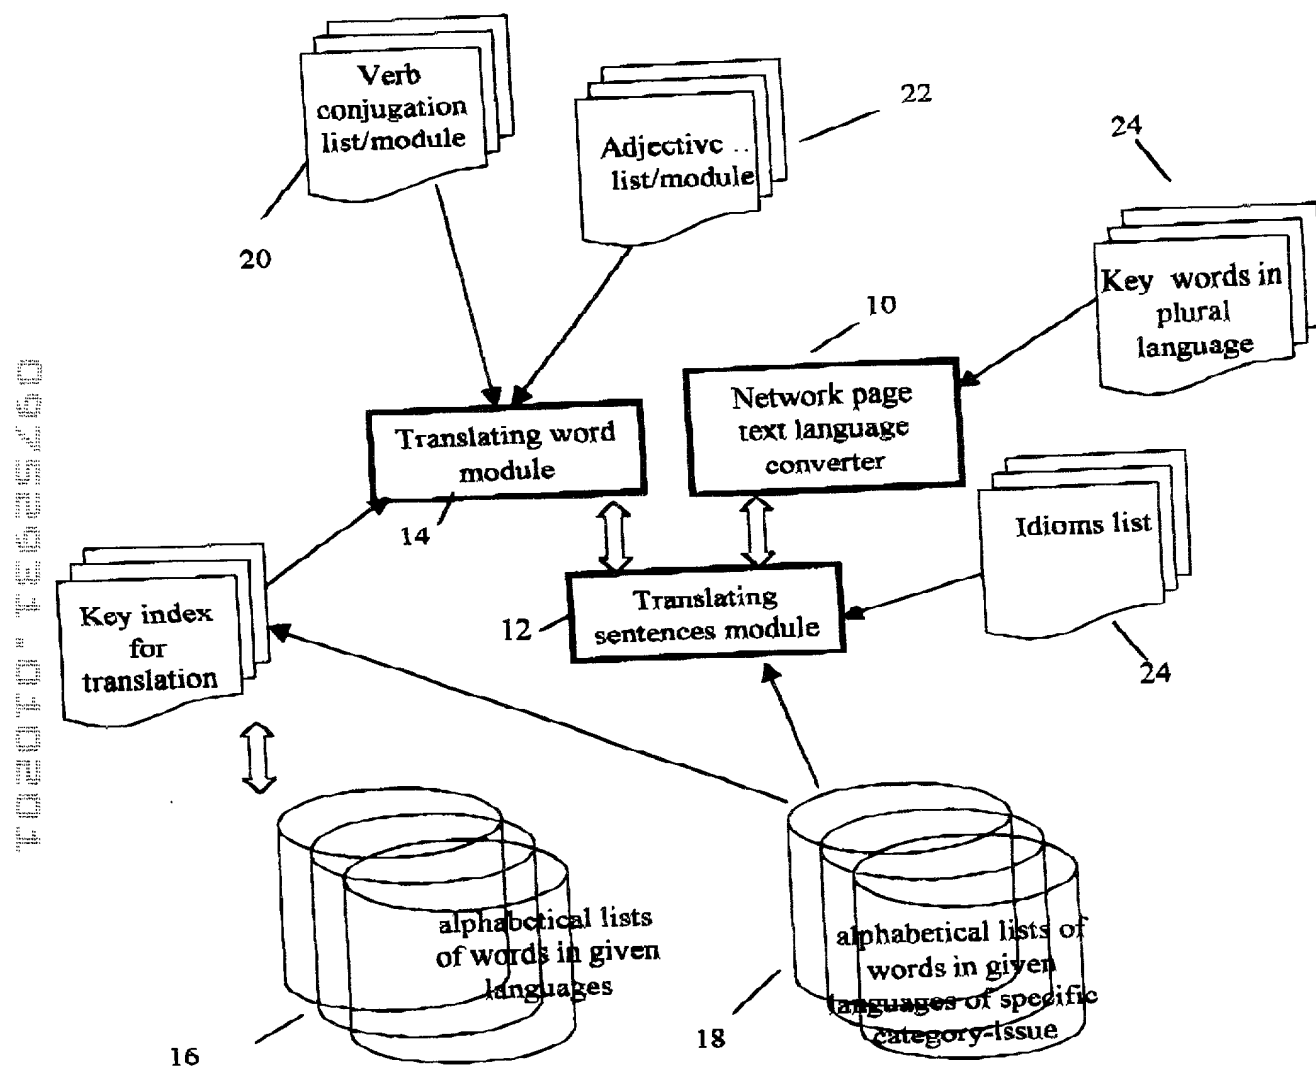 Verb
conjugation
list/module
22
Adjective ..
list/module
24
20
Key words in
plural
language
10
Network page
text language
converter
Translating word
module
14
Idioms list
Key index
for
translation
Translating
sentences module
12
24
alphabetical lists
of words in given
languages
alphabetical lists of
words in given
languages of specific
category-issue
16
18